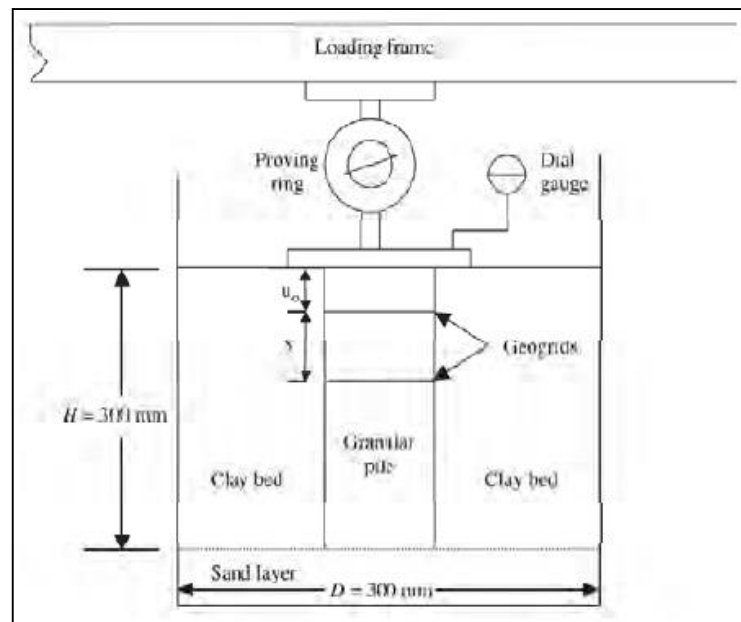 Loading frame
Proving
ring
Dial
gauge
u₀
Geogrids
H = 300 mm
Granular
pile
Clay bed
Clay bed
Sand layer
D = 300 mm